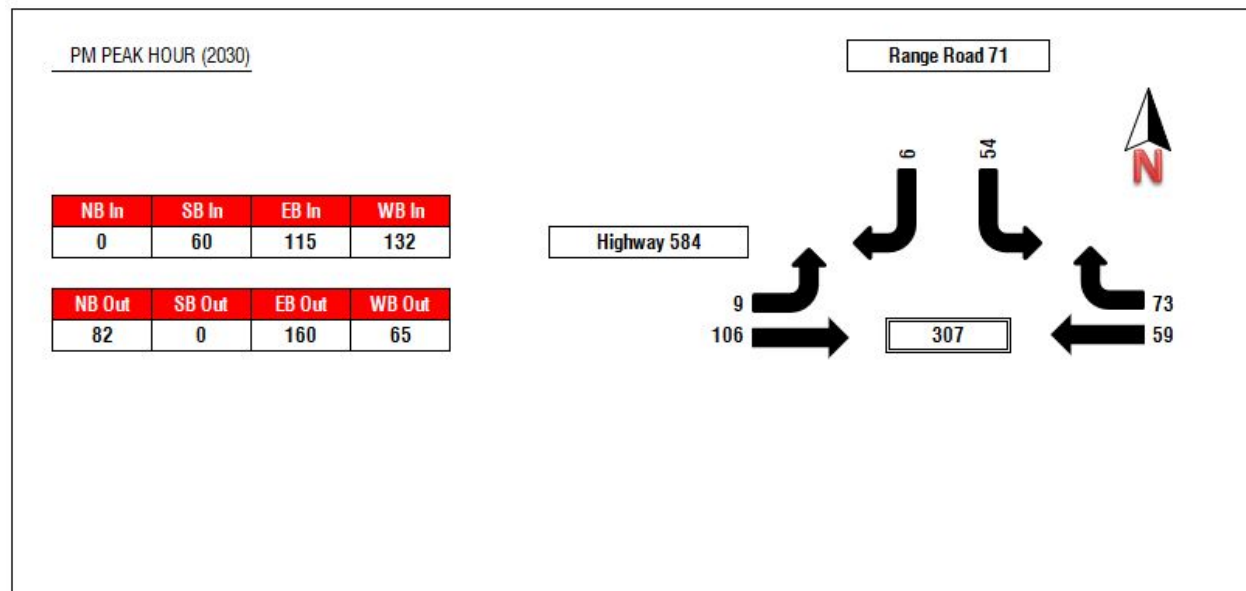 PM PEAK HOUR (2030)
Range Road 71
N
6
54
NB In SB In EB In WB In
0 60 115 132
Highway 584
NB Out SB Out EB Out WB Out
82 0 160 65
9
73
106
307
59